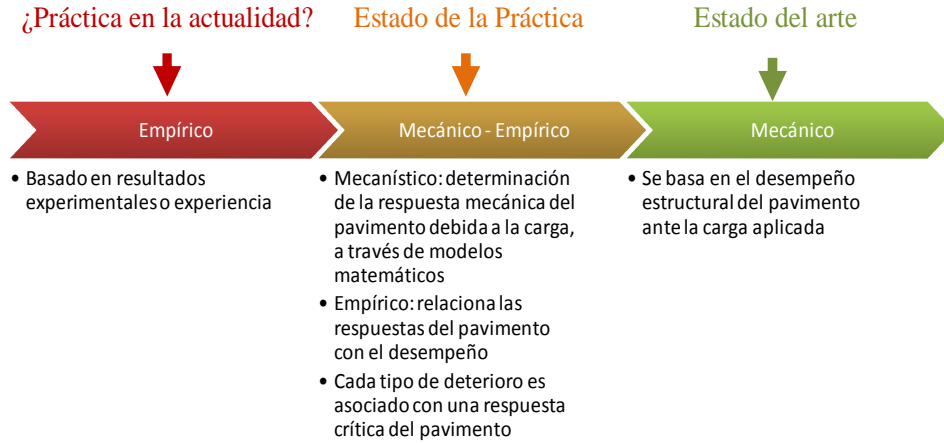 ¿Práctica en la actualidad?
Estado de la Práctica
Estado del arte
Empírico
Mecánico - Empírico
Mecánico
• Basado en resultados
experimentales o experiencia
• Mecanístico: determinación
de la respuesta mecánica del
pavimento debida a la carga,
a través de modelos
matemáticos
• Empírico: relaciona las
respuestas del pavimento
con el desempeño
• Cada tipo de deterioro es
asociado con una respuesta
crítica del pavimento
• Se basa en el desempeño
estructural del pavimento
ante la carga aplicada